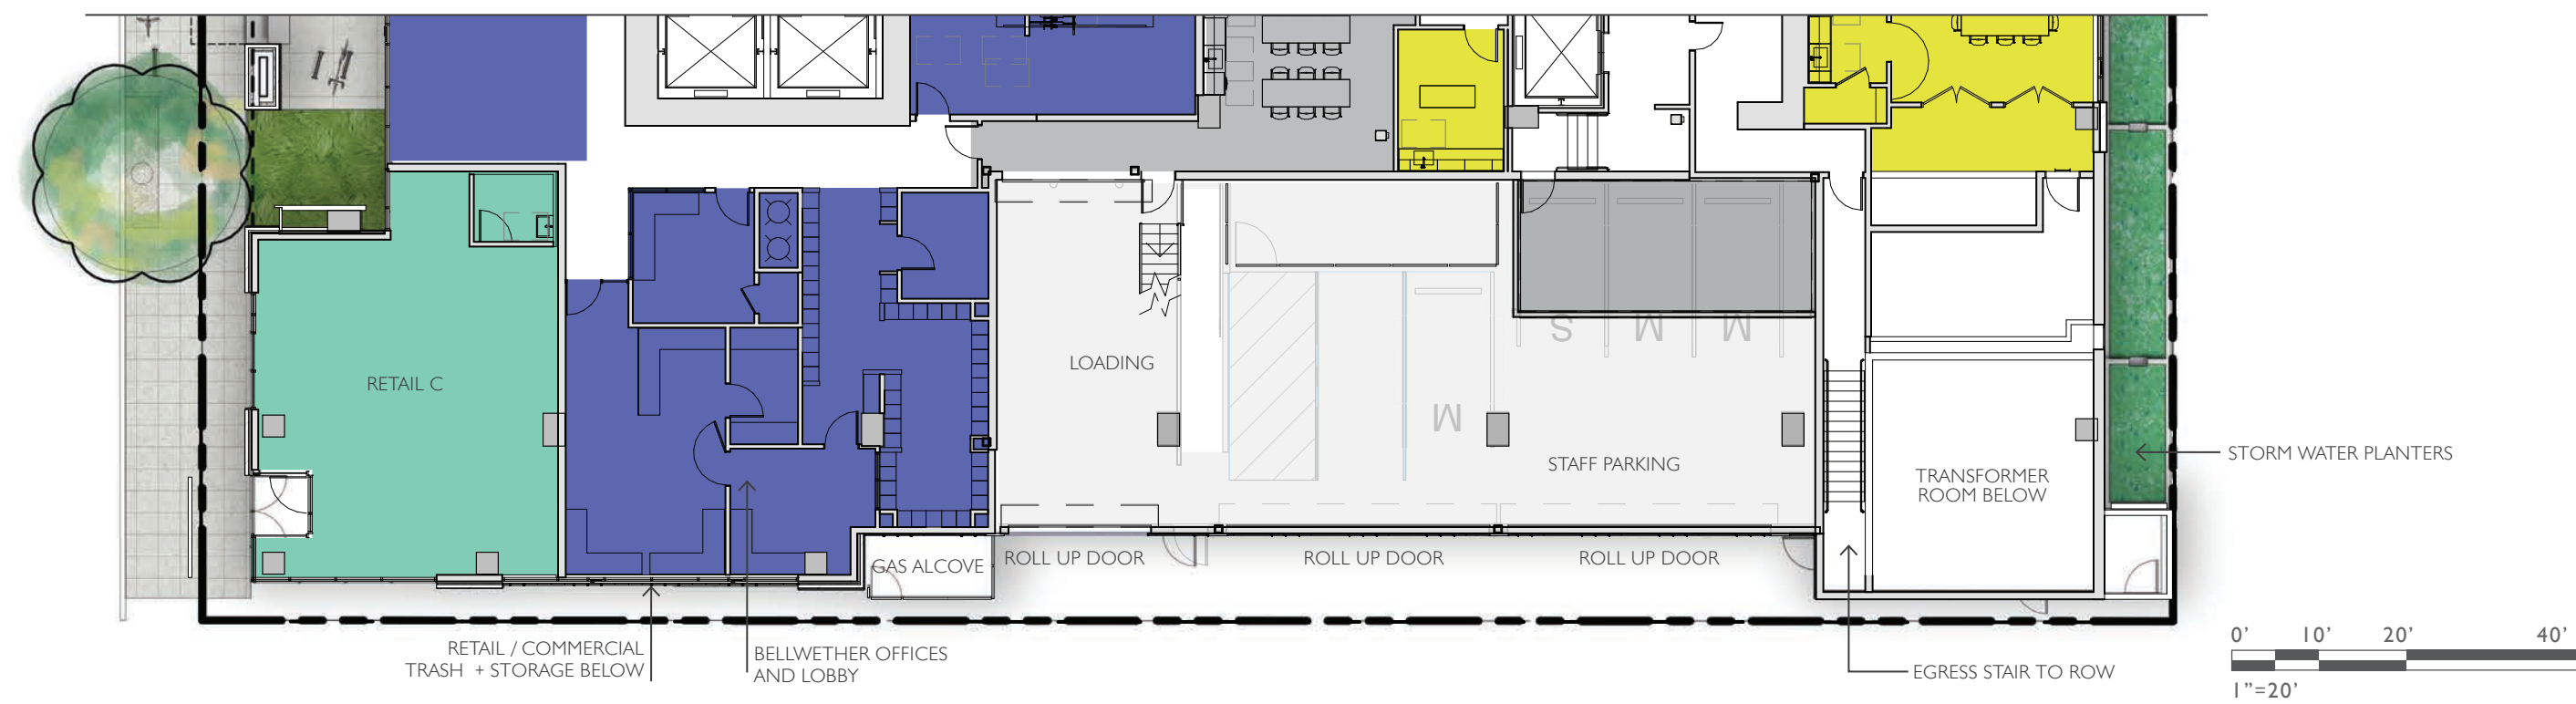 RETAIL C
LOADING
S
M
M
M
STAFF PARKING
TRANSFORMER
ROOM BELOW
STORM WATER PLANTERS
GAS ALCOVE
ROLL UP DOOR
ROLL UP DOOR
ROLL UP DOOR
RETAIL / COMMERCIAL
TRASH + STORAGE BELOW
BELLWETHER OFFICES
AND LOBBY
EGRESS STAIR TO ROW
0' 10' 20' 40'
1"=20'